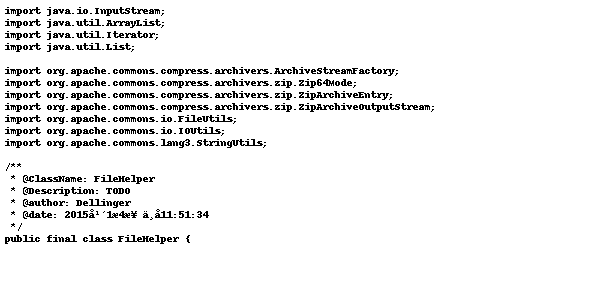 import java.io.InputStream;
import java.util.ArrayList;
import java.util.Iterator;
import java.util.List;
import org.apache.commons.compress.archivers.ArchiveStreamFactory;
import org.apache.commons.compress.archivers.zip.Zip64Mode;
import org.apache.commons.compress.archivers.zip.ZipArchiveEntry;
import org.apache.commons.compress.archivers.zip.ZipArchiveOutputStream;
import org.apache.commons.io.FileUtils;
import org.apache.commons.io.IOUtils;
import org.apache.commons.lang3.StringUtils;
/**
* @ClassName: FileHelper
* @Description: TODO
* @author: Dellinger
* @date: 2015å¹´1æ4æ¥ ä¸å11:51:34
*/
public final class FileHelper {